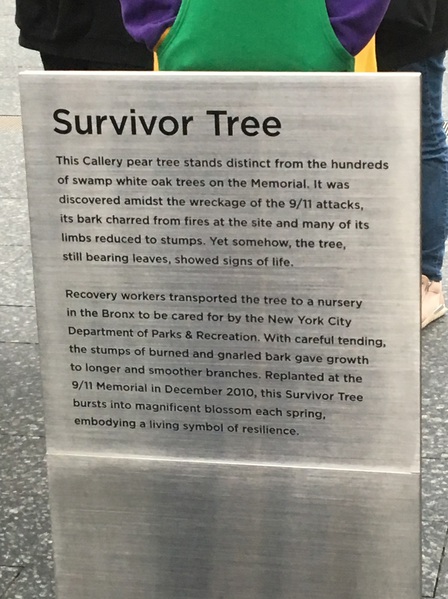 Survivor Tree
This Callery pear tree stands distinct from the hundreds
of swamp white oak trees on the Memorial. It was
discovered amidst the wreckage of the 9/11 attacks,
its bark charred from fires at the site and many of its
limbs reduced to stumps. Yet somehow, the tree,
still bearing leaves, showed signs of life.
Recovery workers transported the tree to a nursery
in the Bronx to be cared for by the New York City
Department of Parks & Recreation. With careful tending,
the stumps of burned and gnarled bark gave growth
to longer and smoother branches. Replanted at the
9/11 Memorial in December 2010, this Survivor Tree
bursts into magnificent blossom each spring,
embodying a living symbol of resilience.